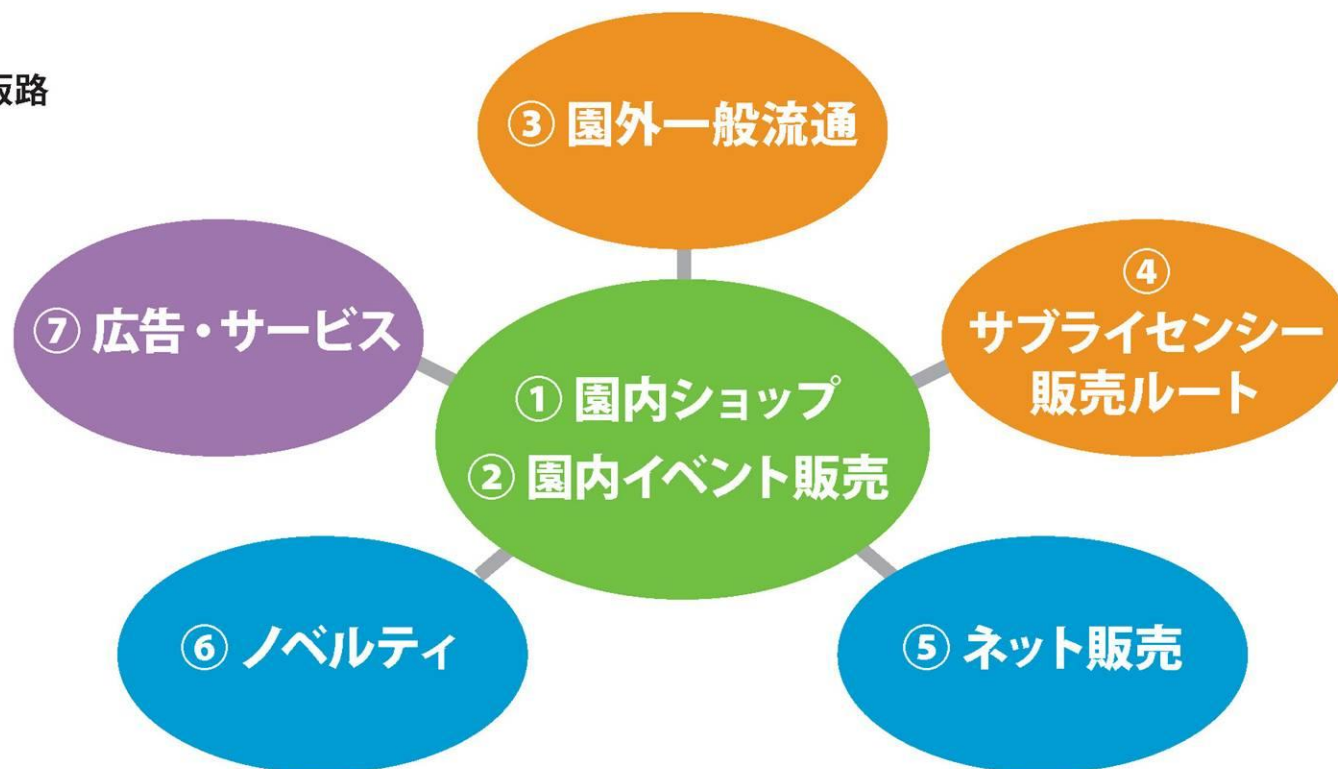 販路
③ 園外一般流通
④
サブライセンシー
販売ルート
⑦ 広告・サービス
① 園内ショップ
② 園内イベント販売
⑥ ノベルティ
⑤ ネット販売